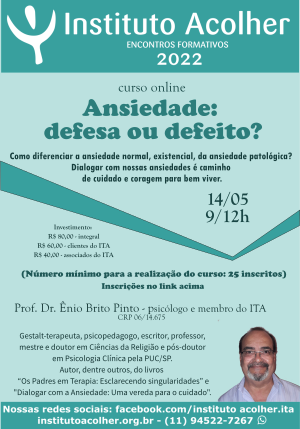 Instituto Acolher
ENCONTROS FORMATIVOS
2022
curso online
Ansiedade:
defesa ou defeito?
Como diferenciar a ansiedade normal, existencial, da ansiedade patológica?
Dialogar com nossas ansiedades é caminho
de cuidado e coragem para bem viver.
14/05
9/12h
Investimento:
R$ 80,00 - integral
R$ 60,00 - clientes do ITA
R$ 40,00 - associados do ITA
(Número mínimo para a realização do curso: 25 inscritos)
Inscrições no link acima
Prof. Dr. Ênio Brito Pinto - psicólogo e membro do ITA
CRP 06/14.675
Gestalt-terapeuta, psicopedagogo, escritor, professor,
mestre e doutor em Ciências da Religião e pós-doutor
em Psicologia Clínica pela PUC/SP.
Autor, dentre outros, do livros
“Os Padres em Terapia: Esclarecendo singularidades” e
"Dialogar com a Ansiedade: Uma vereda para o cuidado".
Nossas redes sociais: facebook.com/instituto acolher.ita
institutoacolher.org.br - (11) 94522-7267